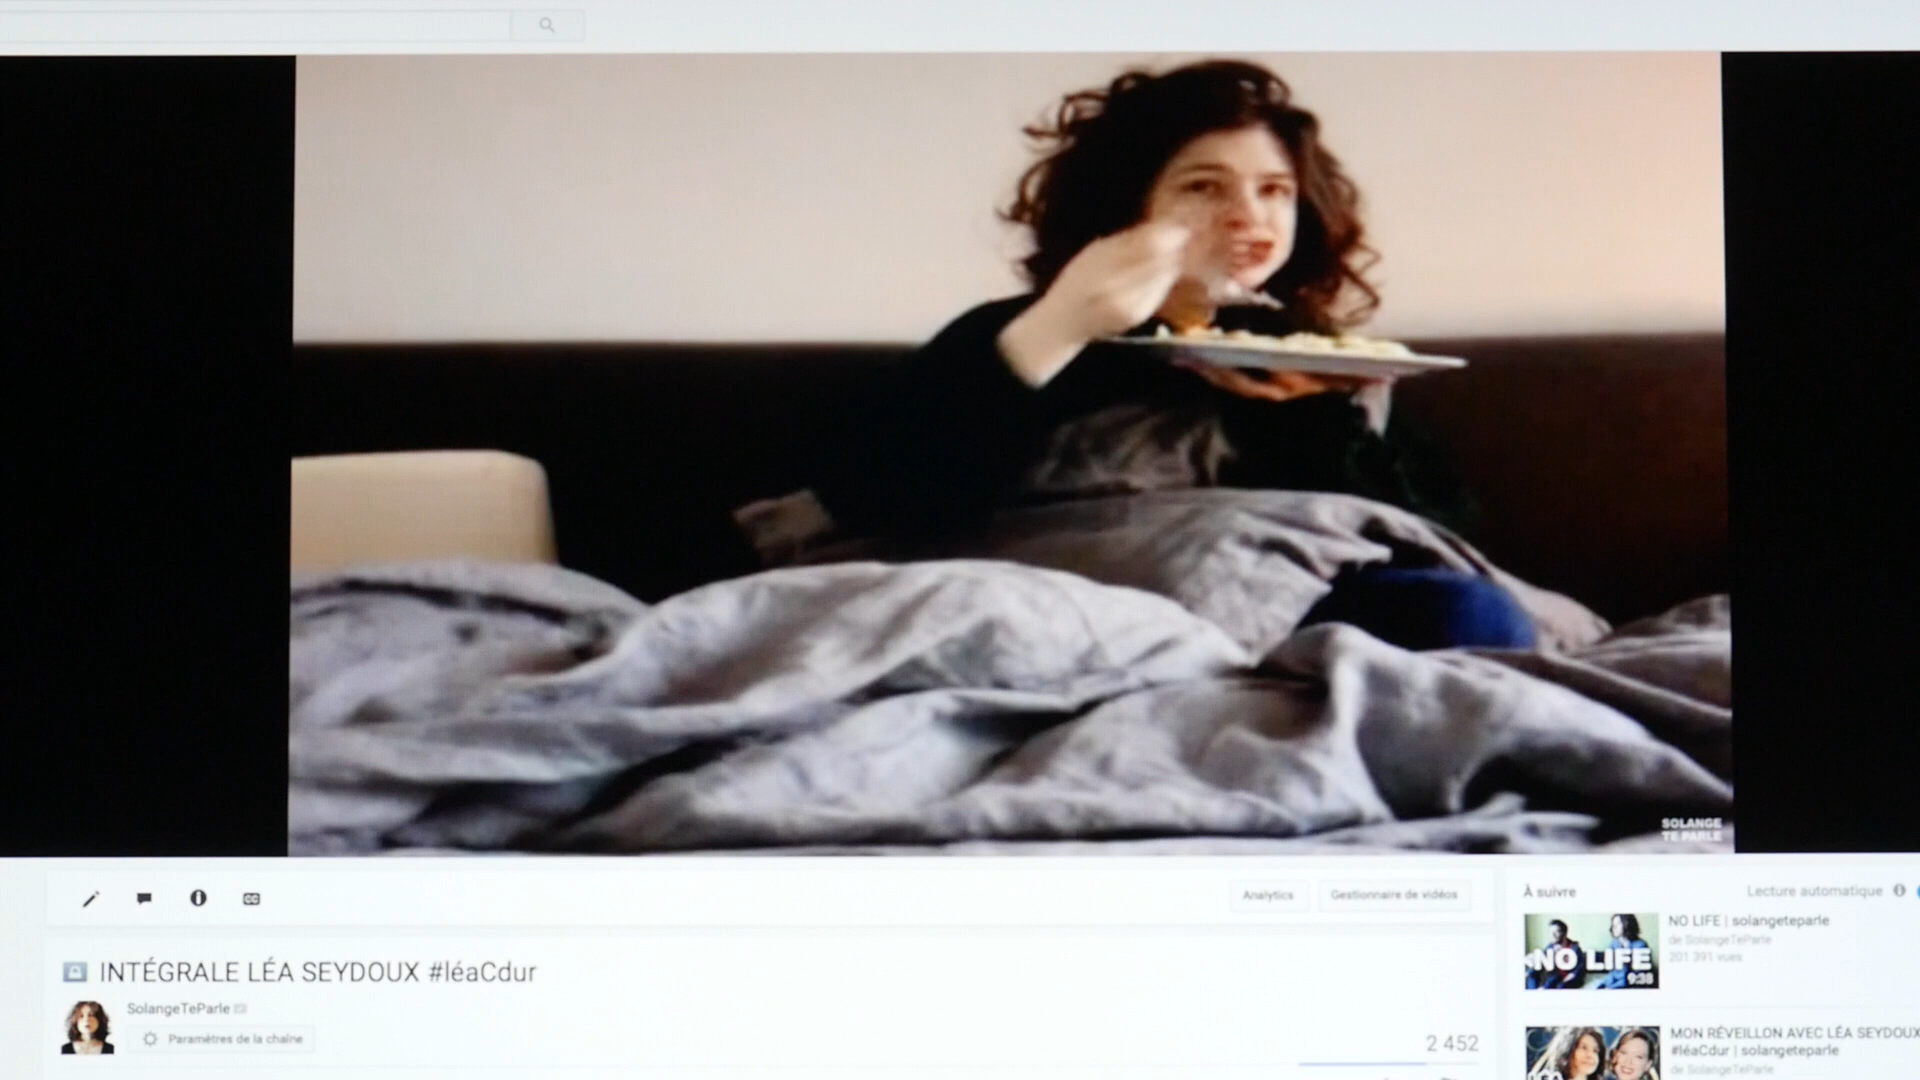 SOLANGE
TE PARLE
Analytics
Gestionnaire de vidéos
INTÉGRALE LÉA SEYDOUX #léaCdur
SolangeTeParle
Paramètres de la chaîne
2 452
À suivre
Lecture automatique
NO LIFE
9:38
NO LIFE | solangeteparle
de SolangeTeParle
201 391 vues
MON RÉVEILLON AVEC LÉA SEYDOUX
#léaCdur | solangeteparle
de SolangeTeParle